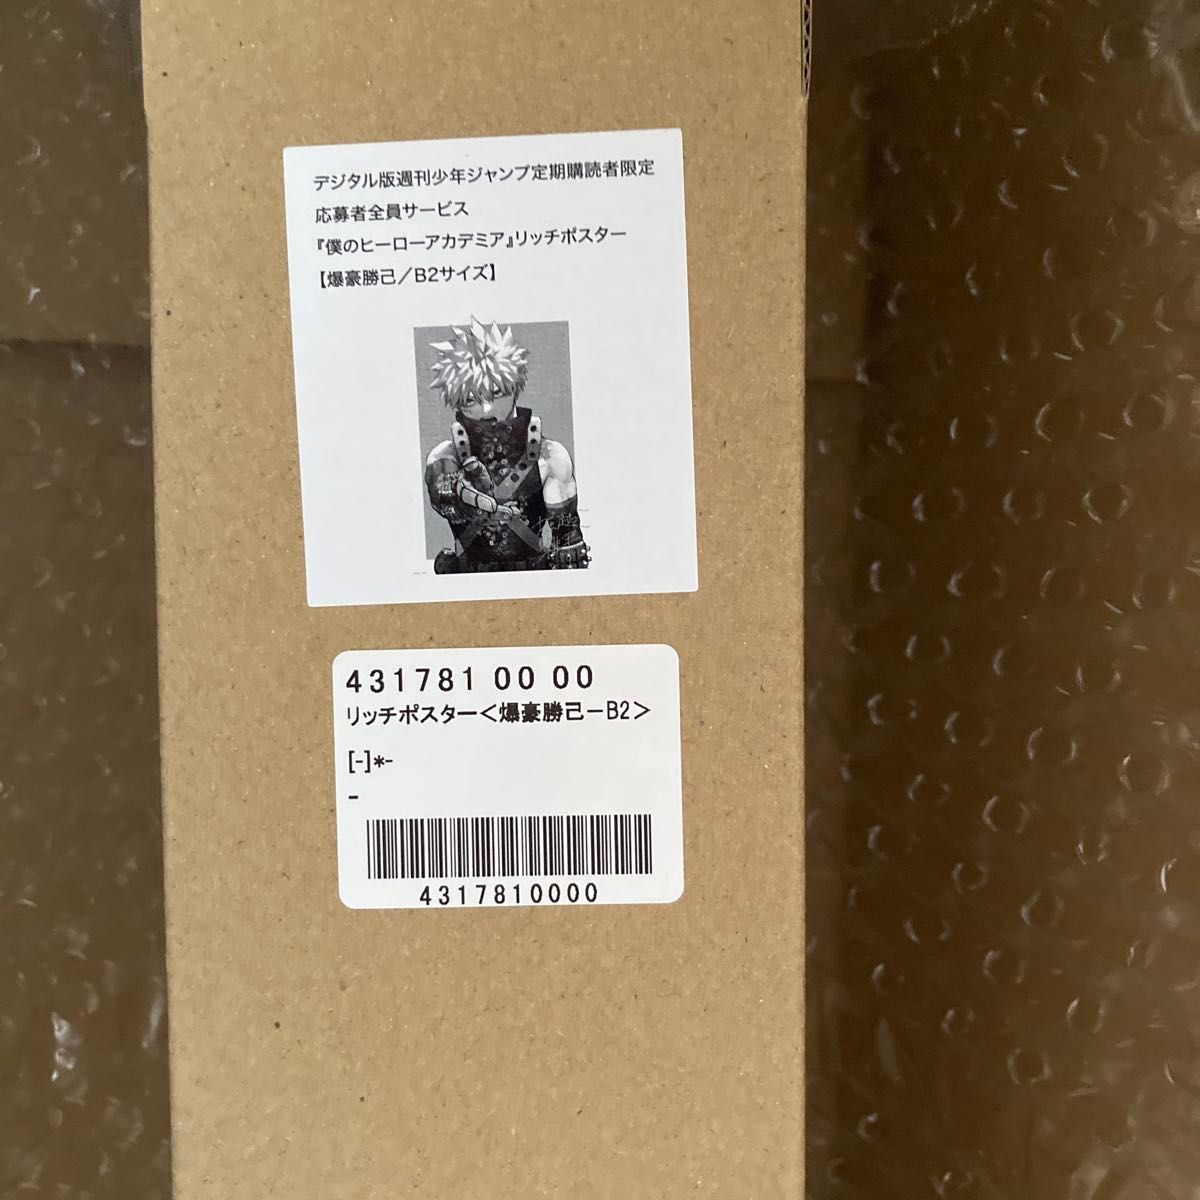 デジタル版週刊少年ジャンプ定期購読者限定
応募者全員サービス
『僕のヒーローアカデミア』リッチポスター
【爆豪勝己／B2サイズ】
431781 00 00
リッチポスター＜爆豪勝己－B2＞
[-]*-
-
4317810000